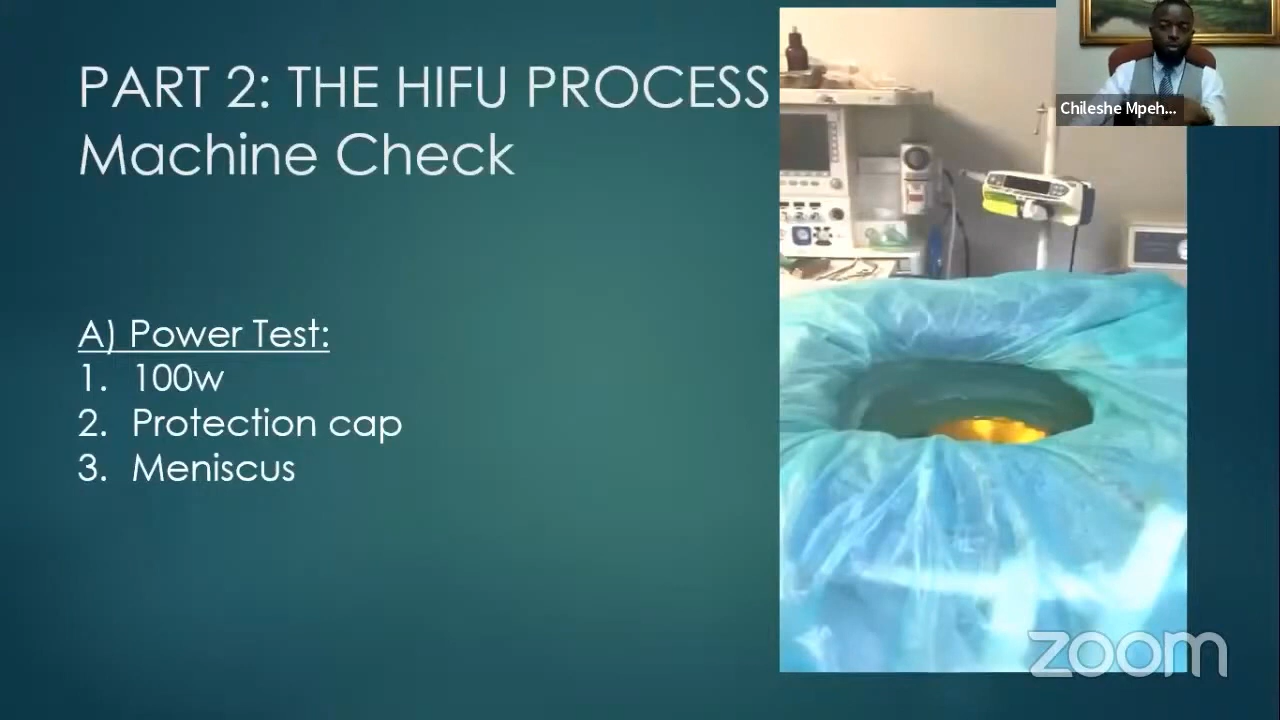 PART 2: THE HIFU PROCESS
Machine Check
Chileshe Mpeh...
A) Power Test:
1. 100w
2. Protection cap
3. Meniscus
zoom